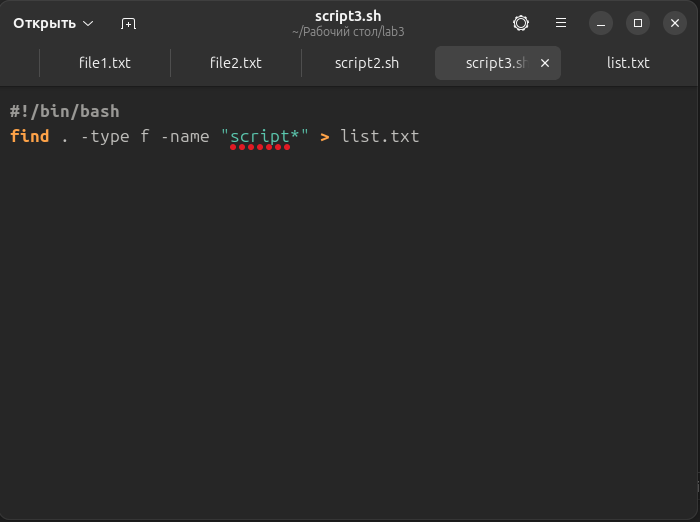 Открыть
script3.sh
~/Рабочий стол/lab3
file1.txt file2.txt script2.sh script3.sh list.txt
#!/bin/bash
find . -type f -name "script*" > list.txt